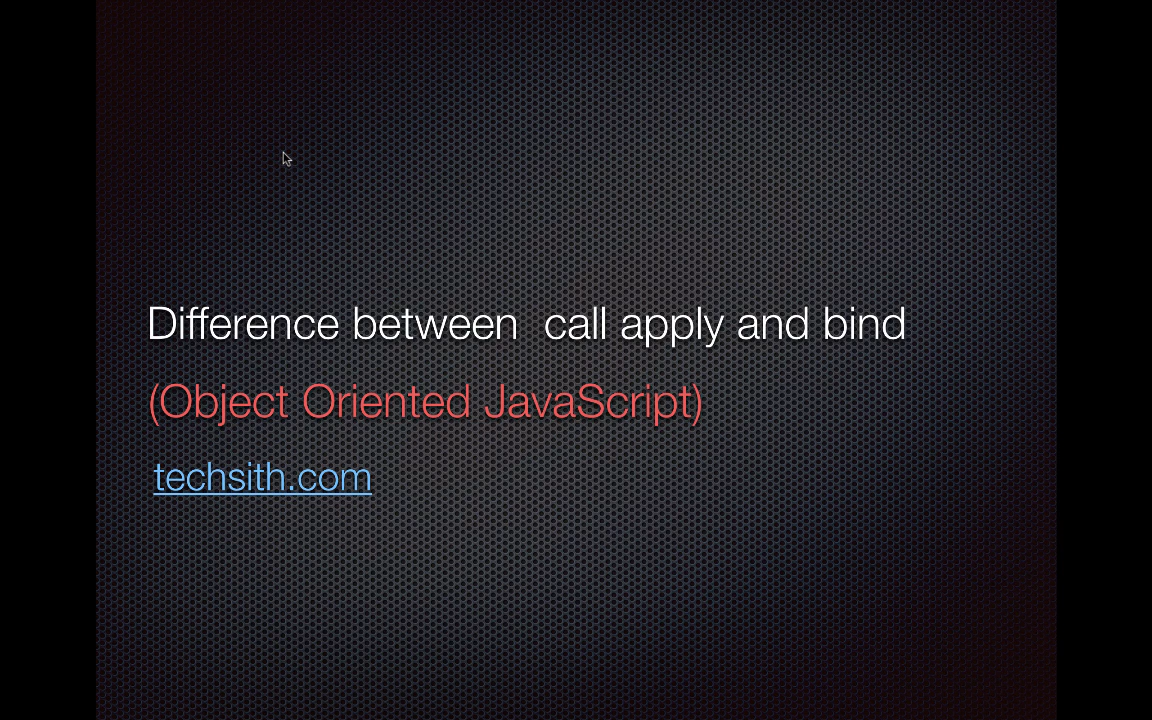 Difference between  call apply and bind
(Object Oriented JavaScript)
techsith.com